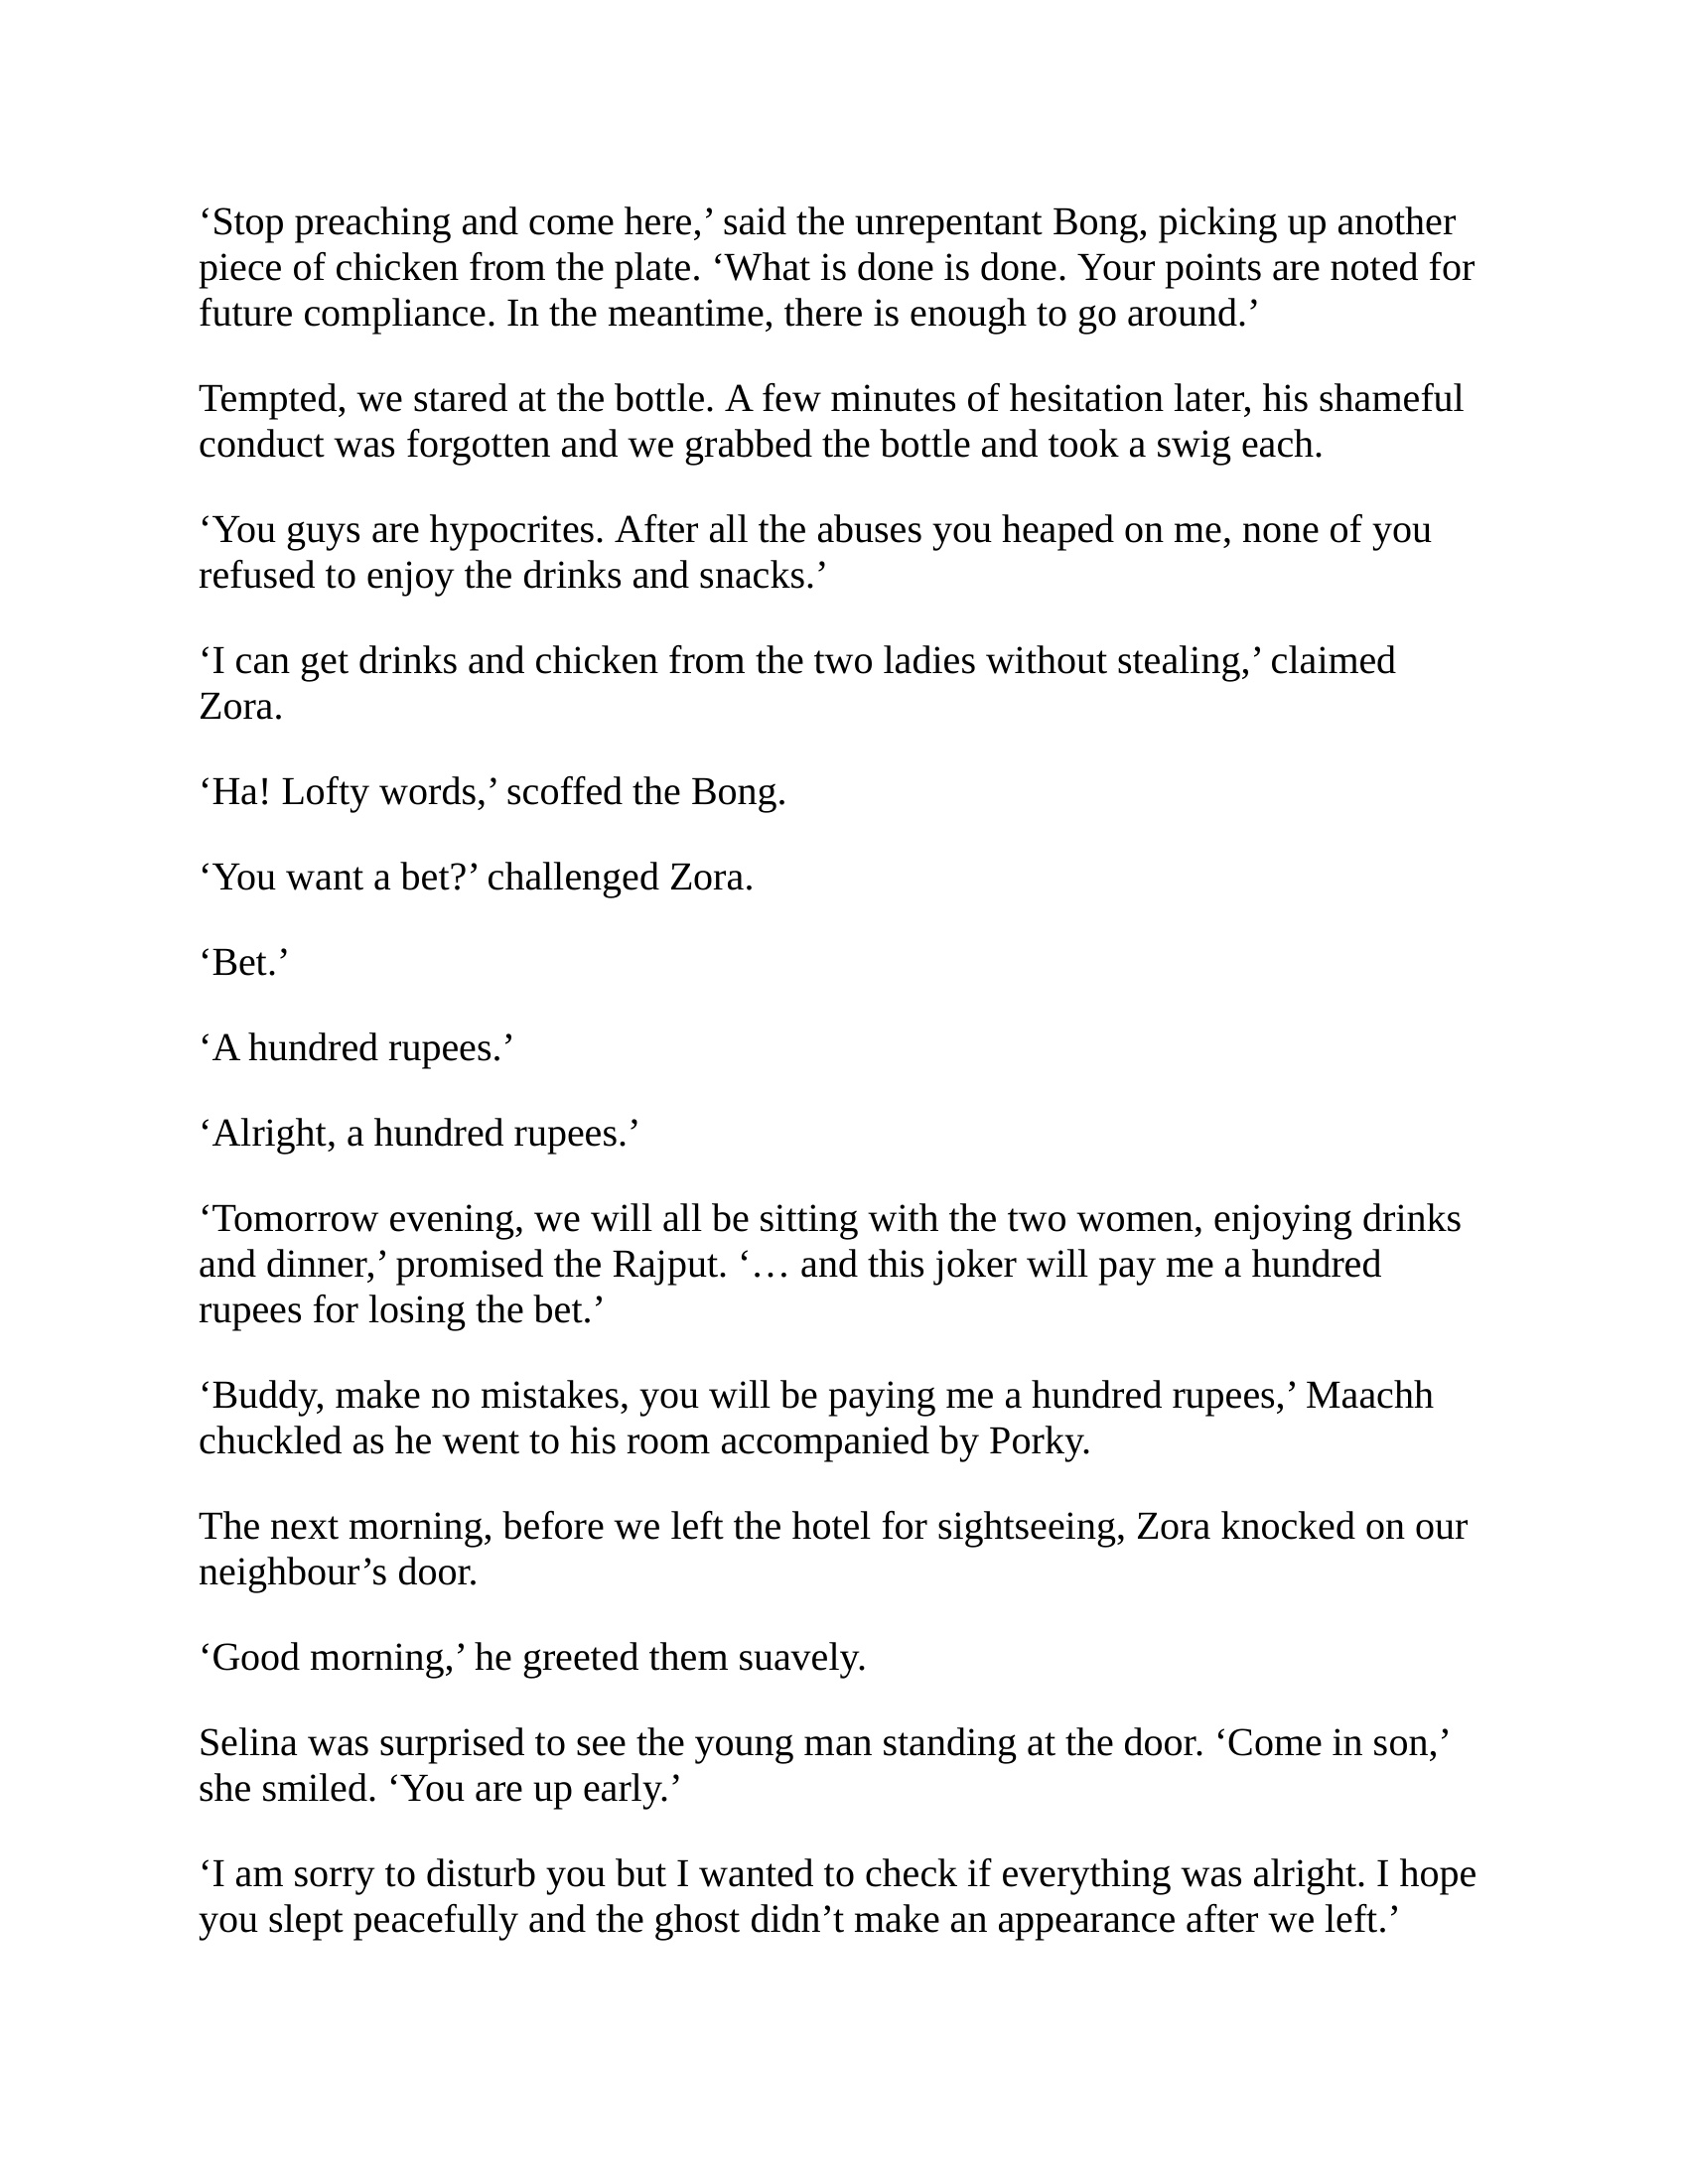 ‘Stop preaching and come here,’ said the unrepentant Bong, picking up another
piece of chicken from the plate. ‘What is done is done. Your points are noted for
future compliance. In the meantime, there is enough to go around.’
Tempted, we stared at the bottle. A few minutes of hesitation later, his shameful
conduct was forgotten and we grabbed the bottle and took a swig each.
‘You guys are hypocrites. After all the abuses you heaped on me, none of you
refused to enjoy the drinks and snacks.’
‘I can get drinks and chicken from the two ladies without stealing,’ claimed
Zora.
‘Ha! Lofty words,’ scoffed the Bong.
‘You want a bet?’ challenged Zora.
‘Bet.’
‘A hundred rupees.’
‘Alright, a hundred rupees.’
‘Tomorrow evening, we will all be sitting with the two women, enjoying drinks
and dinner,’ promised the Rajput. ‘… and this joker will pay me a hundred
rupees for losing the bet.’
‘Buddy, make no mistakes, you will be paying me a hundred rupees,’ Maachh
chuckled as he went to his room accompanied by Porky.
The next morning, before we left the hotel for sightseeing, Zora knocked on our
neighbour’s door.
‘Good morning,’ he greeted them suavely.
Selina was surprised to see the young man standing at the door. ‘Come in son,’
she smiled. ‘You are up early.’
‘I am sorry to disturb you but I wanted to check if everything was alright. I hope
you slept peacefully and the ghost didn’t make an appearance after we left.’